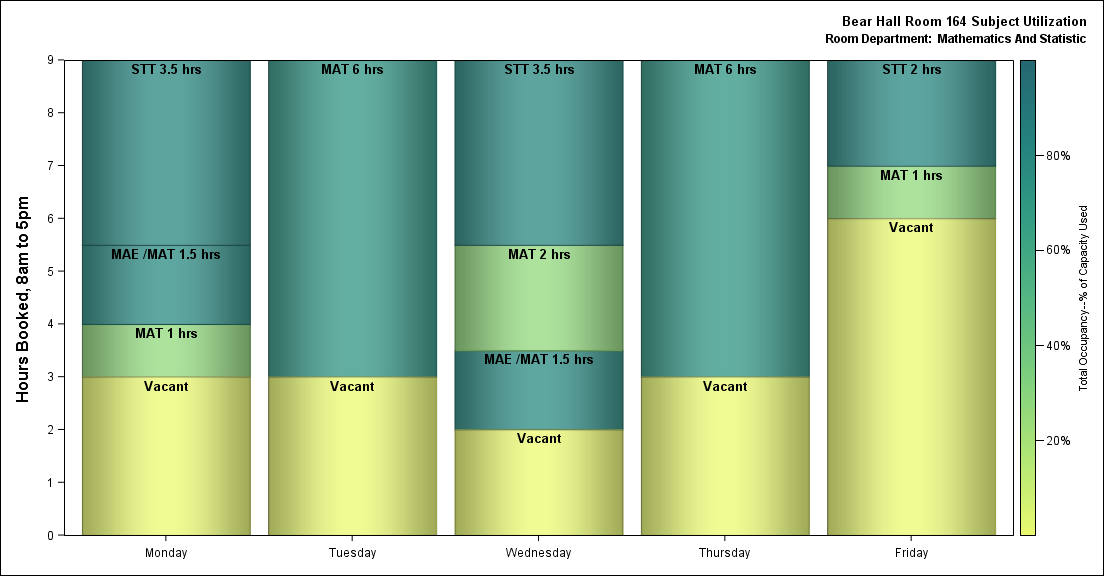 Bear Hall Room 164 Subject Utilization
Room Department: Mathematics And Statistic
Hours Booked, 8am to 5pm
9
8
7
6
5
4
3
2
1
0
STT 3.5 hrs
MAE /MAT 1.5 hrs
MAT 1 hrs
Vacant
MAT 6 hrs
Vacant
STT 3.5 hrs
MAT 2 hrs
MAE /MAT 1.5 hrs
Vacant
MAT 6 hrs
Vacant
STT 2 hrs
MAT 1 hrs
Vacant
Monday
Tuesday
Wednesday
Thursday
Friday
80%
60%
40%
20%
Total Occupancy--% of Capacity Used